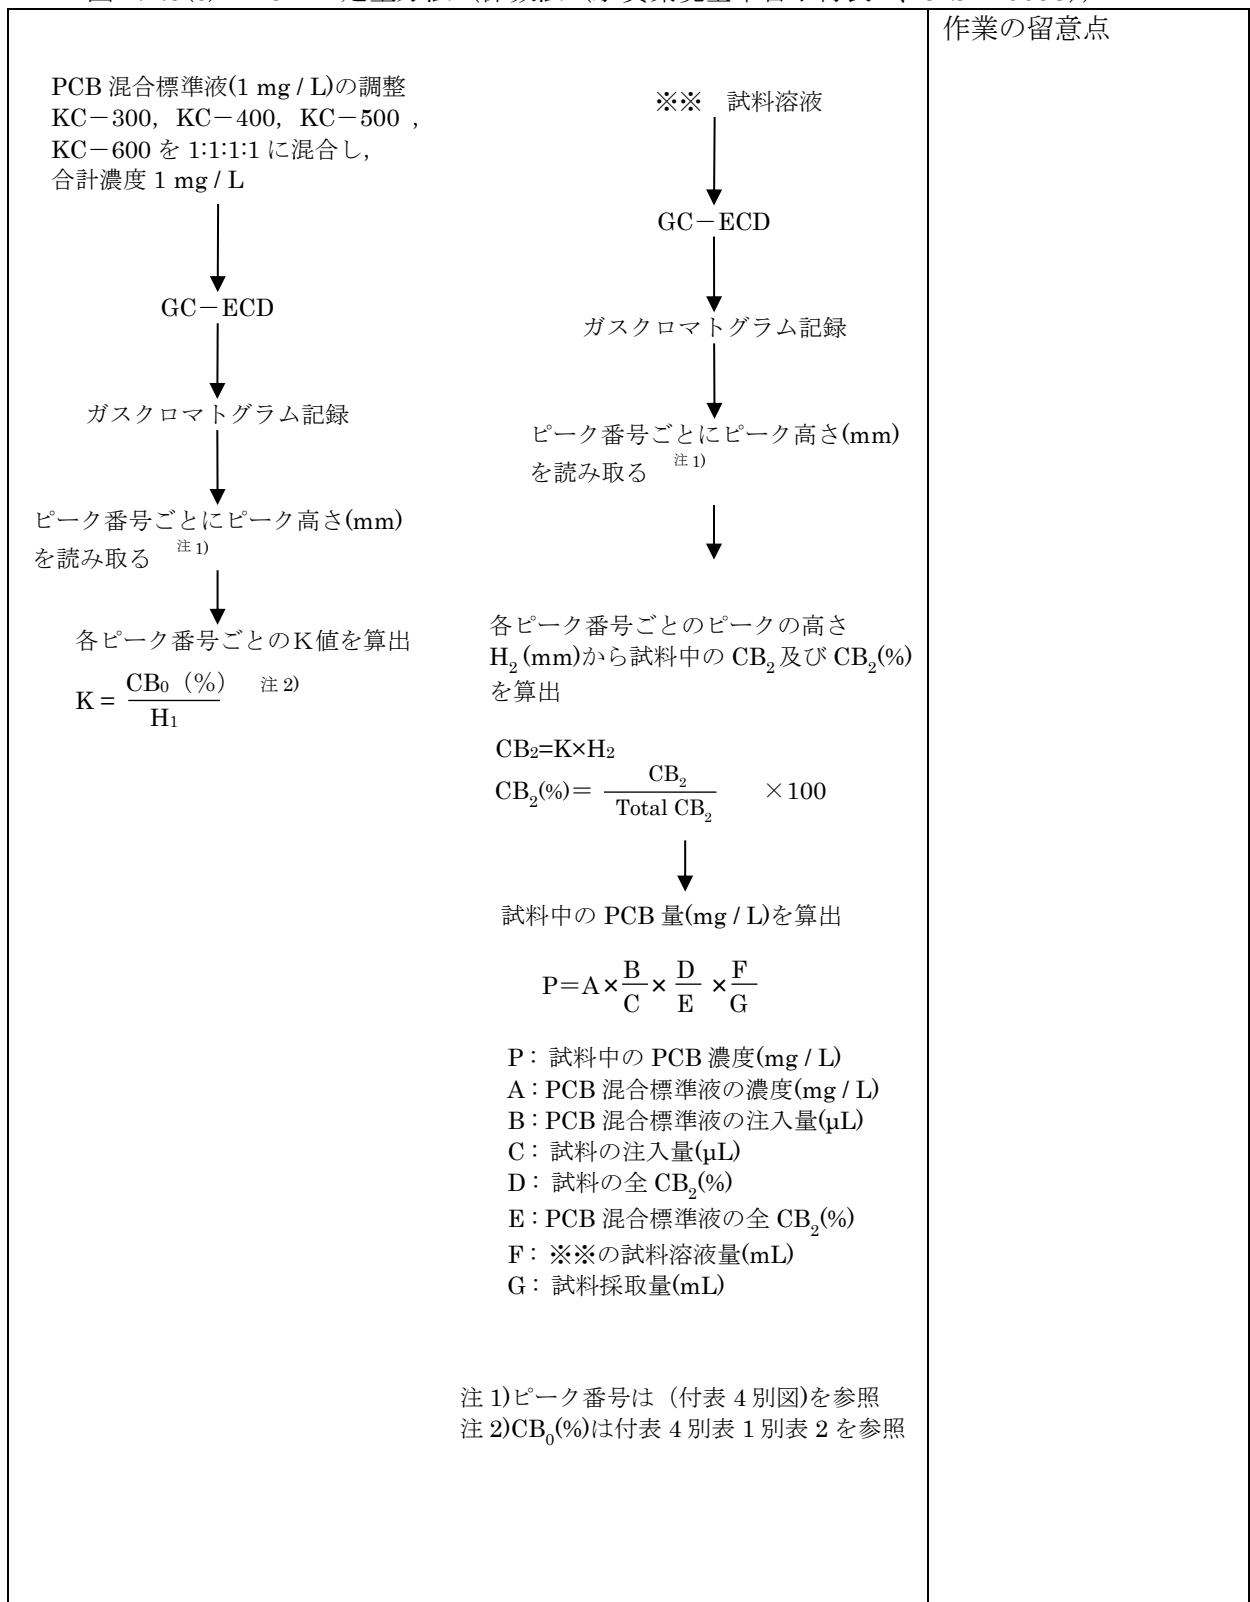 作業の留意点
PCB 混合標準液(1 mg / L)の調整
KC－300，KC－400，KC－500，
KC－600 を 1:1:1:1 に混合し，
合計濃度 1 mg / L
GC－ECD
ガスクロマトグラム記録
ピーク番号ごとにピーク高さ(mm)
を読み取る 注 1)
各ピーク番号ごとのＫ値を算出
K = CB₀（%） / H₁ 注 2)
※※ 試料溶液
GC－ECD
ガスクロマトグラム記録
ピーク番号ごとにピーク高さ(mm)
を読み取る 注 1)
各ピーク番号ごとのピークの高さ
H₂ (mm)から試料中の CB₂ 及び CB₂(%)
を算出
CB₂=K×H₂
CB₂(%)＝ CB₂ / Total CB₂ ×100
試料中の PCB 量(mg / L)を算出
P＝A×B/C×D/E×F/G
P：試料中の PCB 濃度(mg / L)
A：PCB 混合標準液の濃度(mg / L)
B：PCB 混合標準液の注入量(µL)
C：試料の注入量(µL)
D：試料の全 CB₂(%)
E：PCB 混合標準液の全 CB₂(%)
F：※※の試料溶液量(mL)
G：試料採取量(mL)
注 1)ピーク番号は（付表 4 別図)を参照
注 2)CB₀(%)は付表 4 別表 1 別表 2 を参照